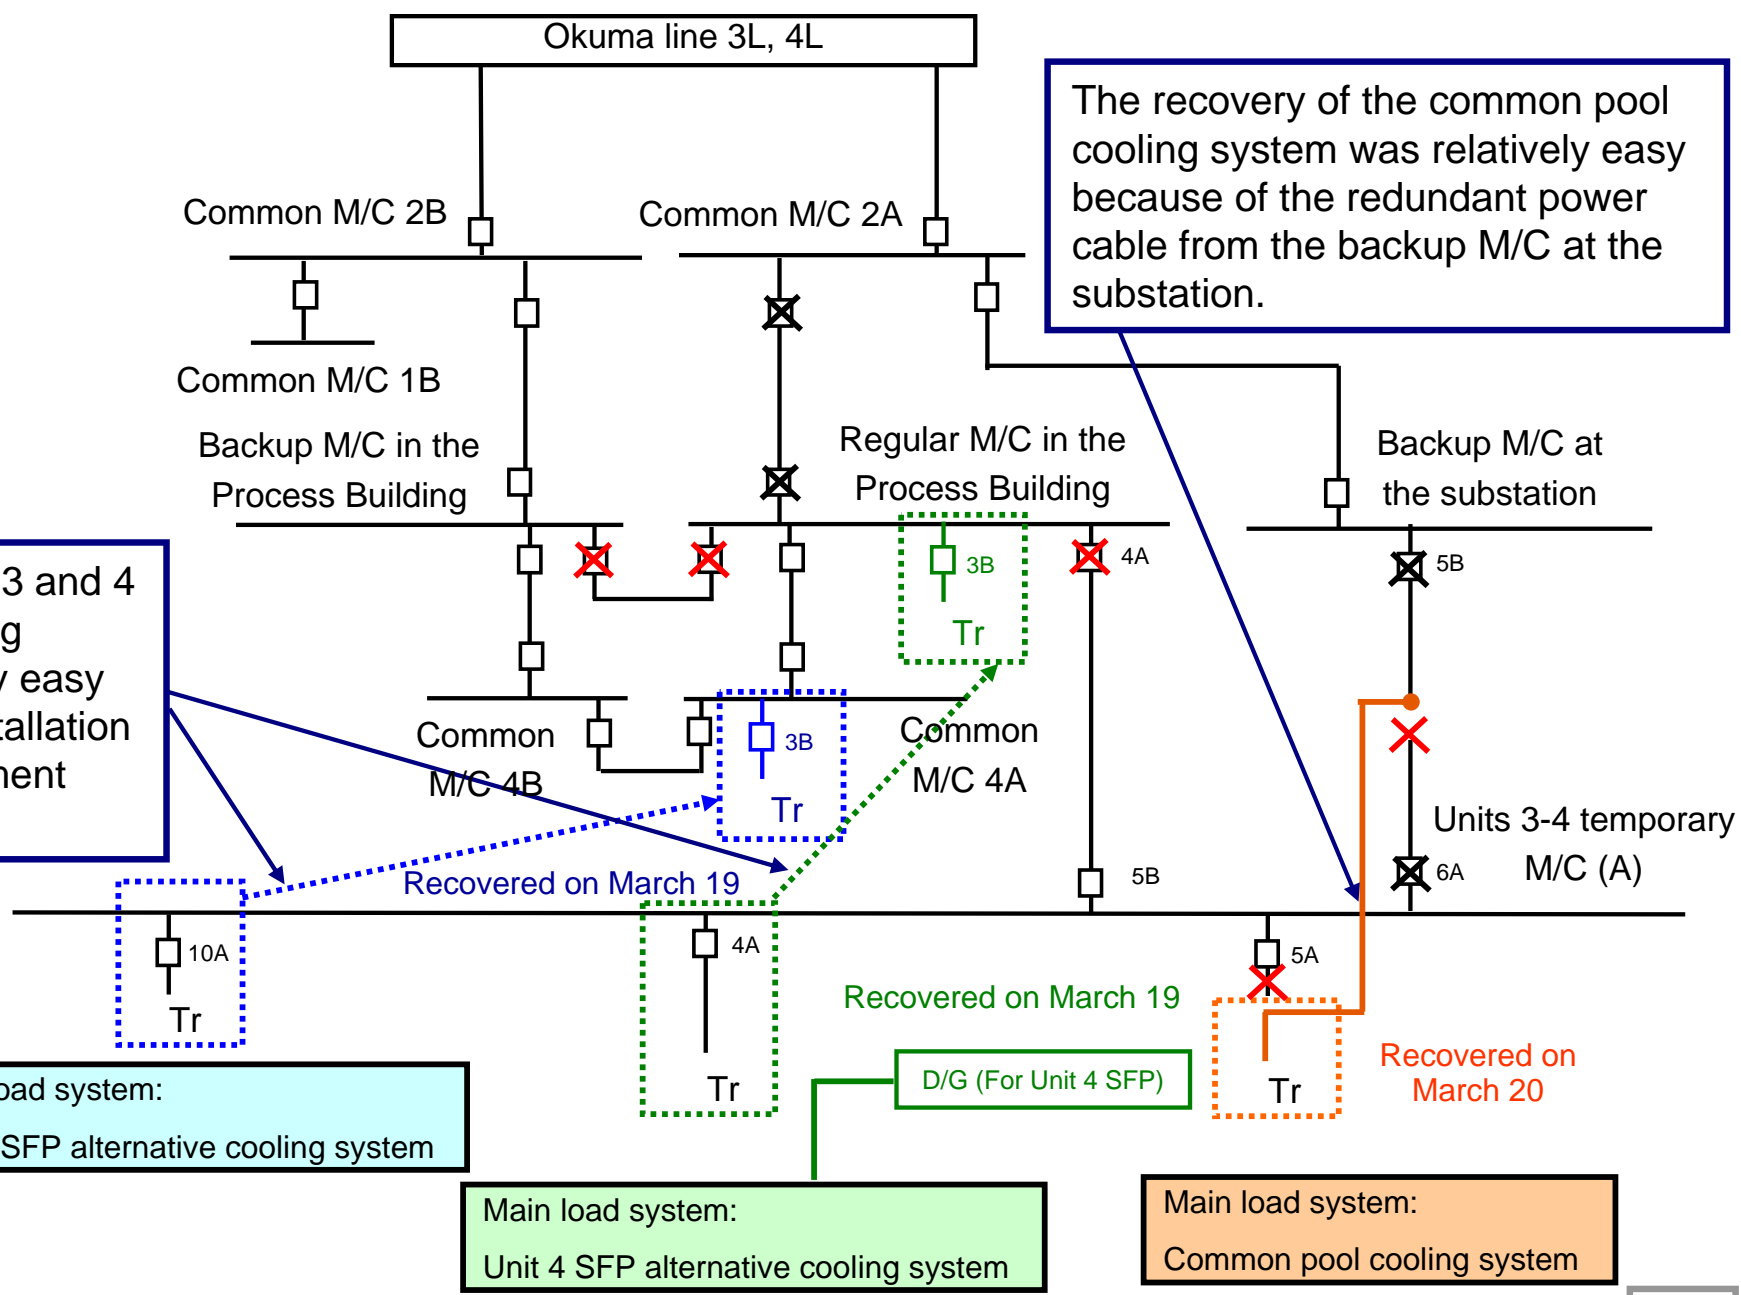 Okuma line 3L, 4L
The recovery of the common pool
cooling system was relatively easy
because of the redundant power
cable from the backup M/C at the
substation.
Common M/C 2B
Common M/C 2A
Common M/C 1B
Backup M/C in the
Process Building
Regular M/C in the
Process Building
Backup M/C at
the substation
3B
Tr
4A
5B
3 and 4
easy
Common
M/C 4B
3B
Tr
Common
M/C 4A
Units 3-4 temporary
M/C (A)
6A
5B
Recovered on March 19
10A
Tr
4A
Tr
5A
Tr
Recovered on March 19
Recovered on
March 20
D/G (For Unit 4 SFP)
system:
SFP alternative cooling system
Main load system:
Unit 4 SFP alternative cooling system
Main load system:
Common pool cooling system